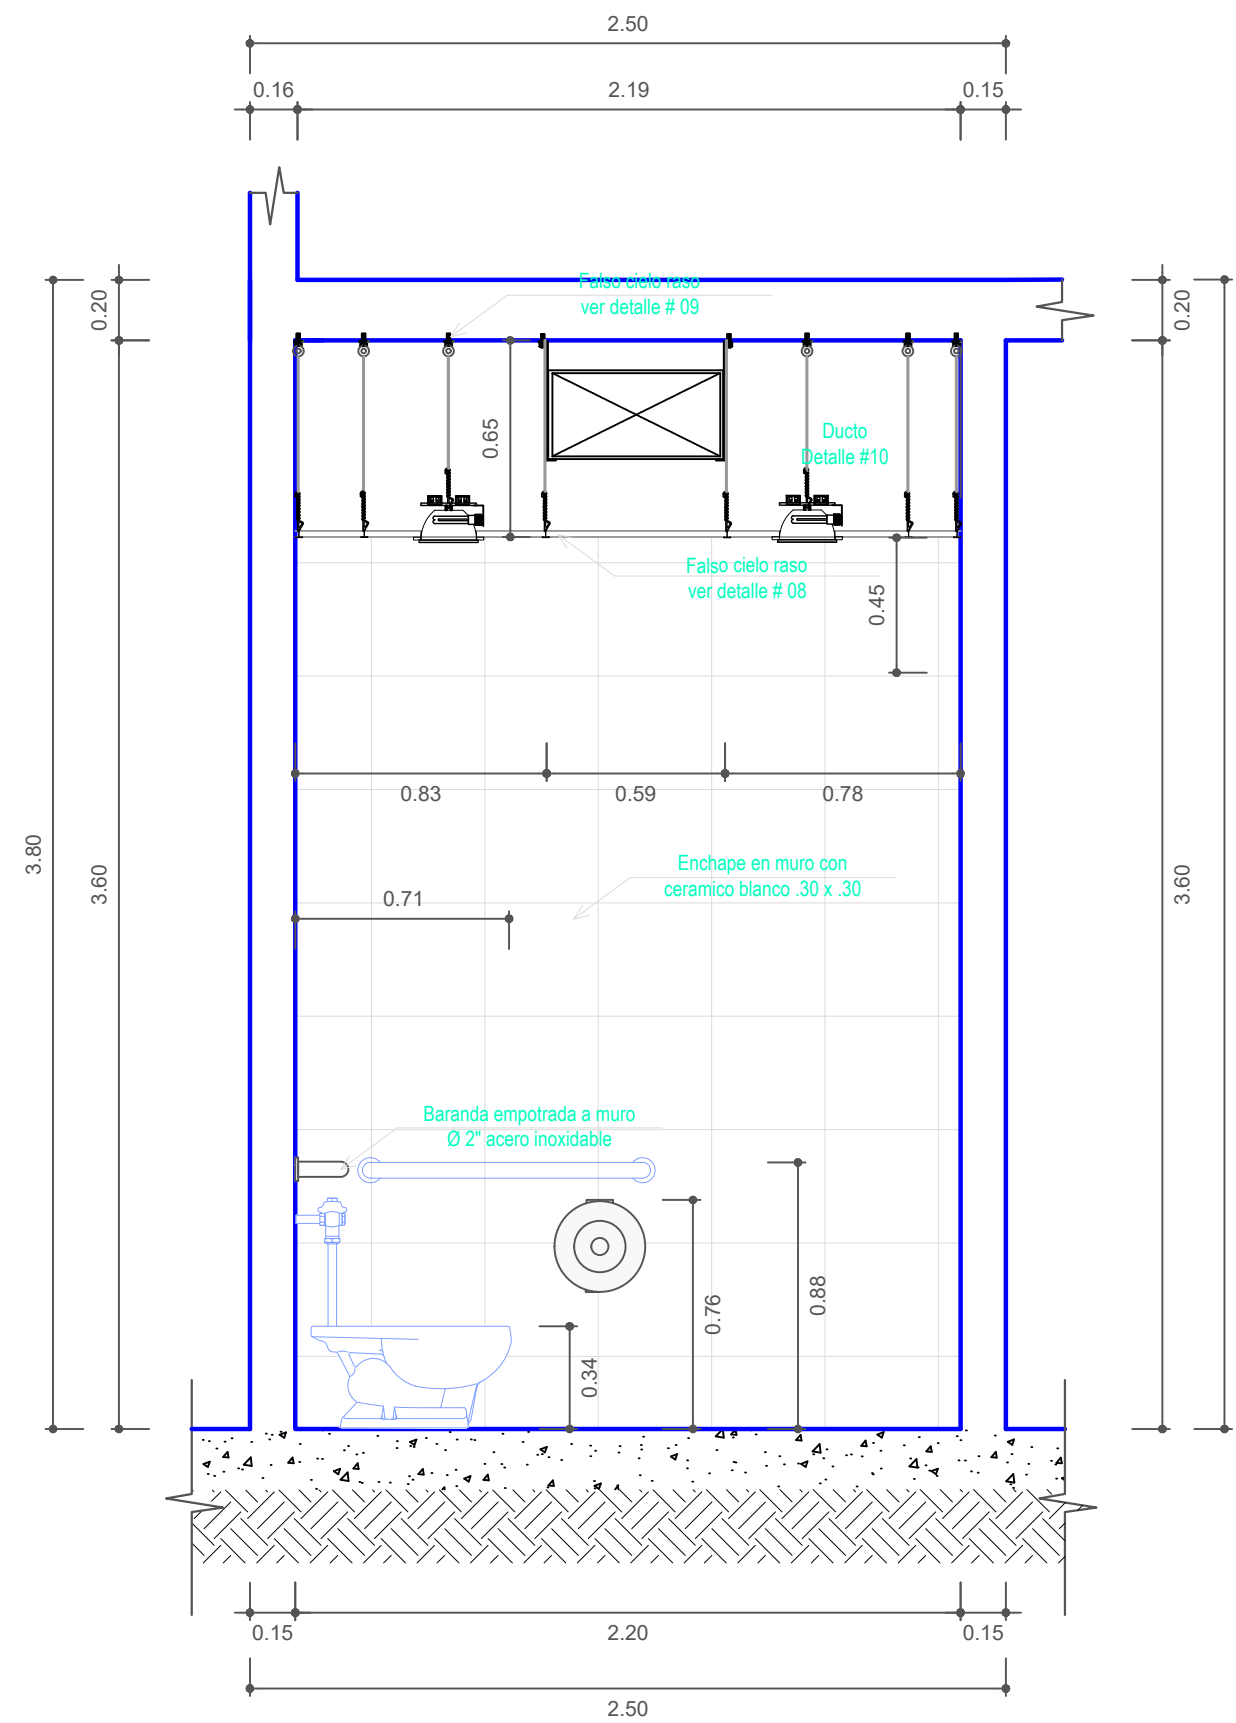 2.50
0.16
2.19
0.15
Falso cielo raso
ver detalle # 09
0.20
0.20
0.65
Ducto
Detalle #10
Falso cielo raso
ver detalle # 08
0.45
0.83
0.59
0.78
3.80
3.60
3.60
Enchape en muro con
ceramico blanco .30 x .30
0.71
Baranda empotrada a muro
Ø 2" acero inoxidable
0.88
0.76
0.34
0.15
2.20
0.15
2.50